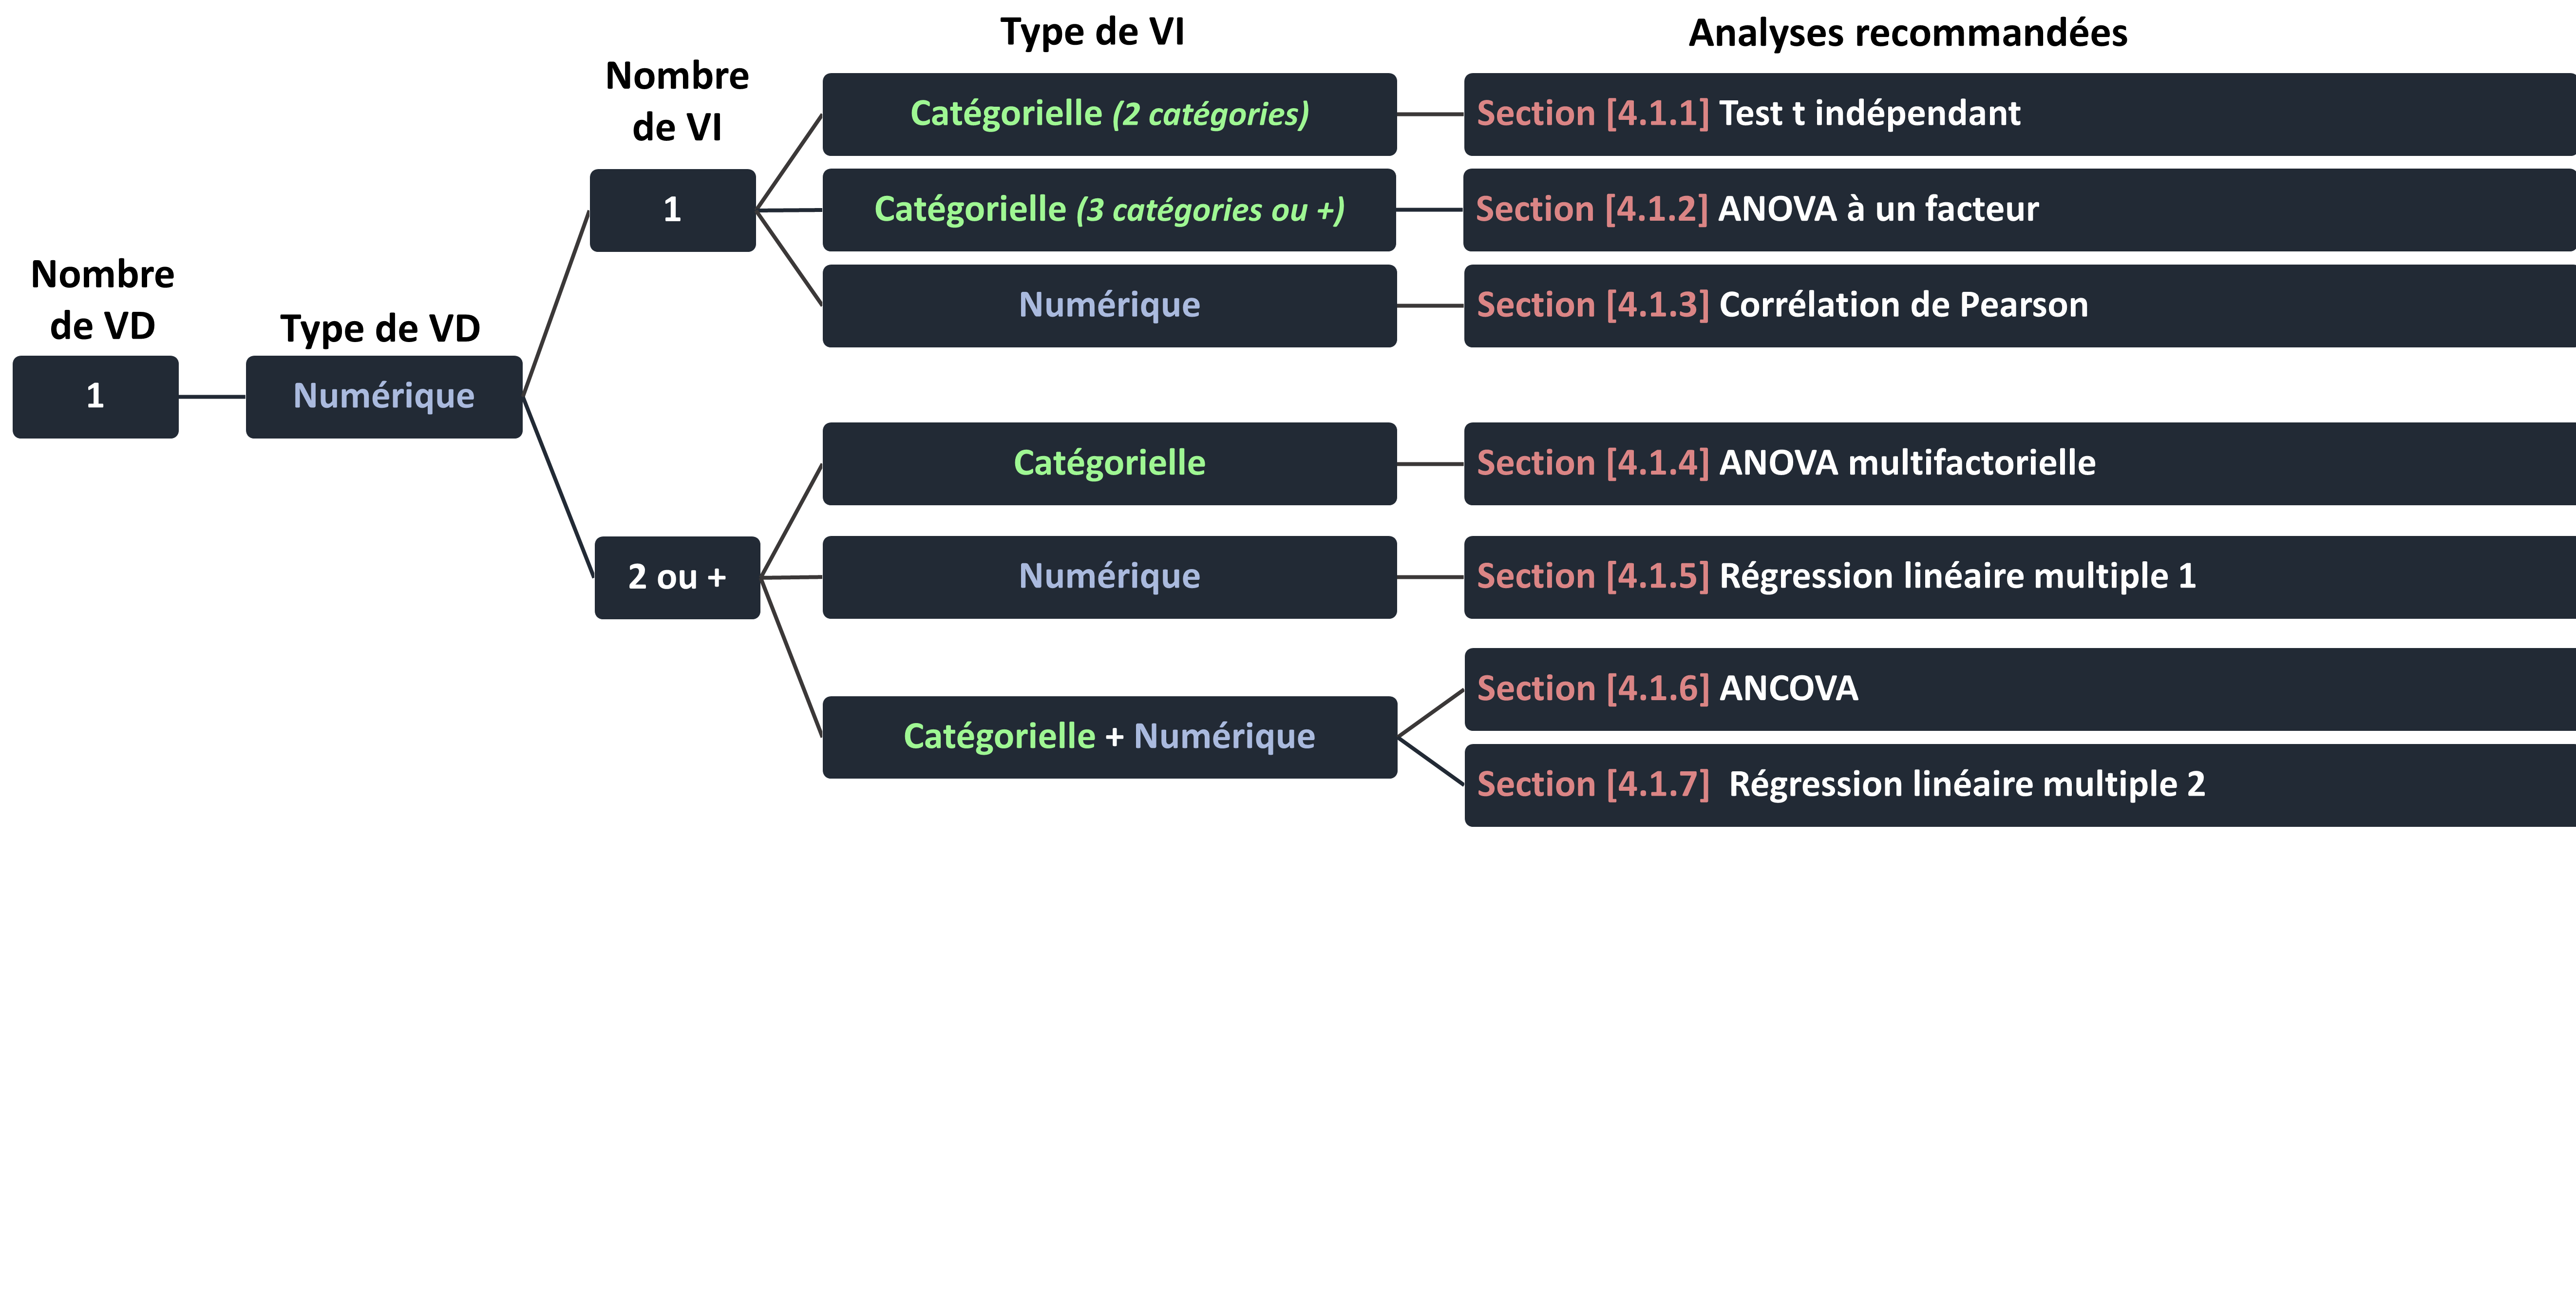 Type de VI
Analyses recommandées
Nombre
de VI
Catégorielle (2 catégories)
Section [4.1.1] Test t indépendant
1
Catégorielle (3 catégories ou +)
Section [4.1.2] ANOVA à un facteur
Numérique
Section [4.1.3] Corrélation de Pearson
Nombre
de VD
Type de VD
1
Numérique
Catégorielle
Section [4.1.4] ANOVA multifactorielle
2 ou +
Numérique
Section [4.1.5] Régression linéaire multiple 1
Catégorielle + Numérique
Section [4.1.6] ANCOVA
Section [4.1.7] Régression linéaire multiple 2